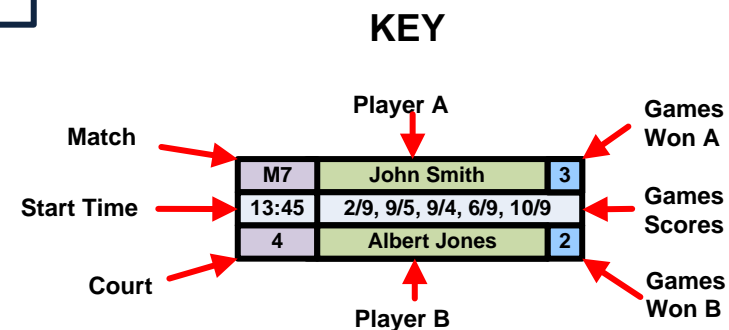 KEY
Player A
Games
Won A
Match
M7 John Smith 3
Start Time 13:45 2/9, 9/5, 9/4, 6/9, 10/9
Games
Scores
4 Albert Jones 2
Court
Games
Won B
Player B